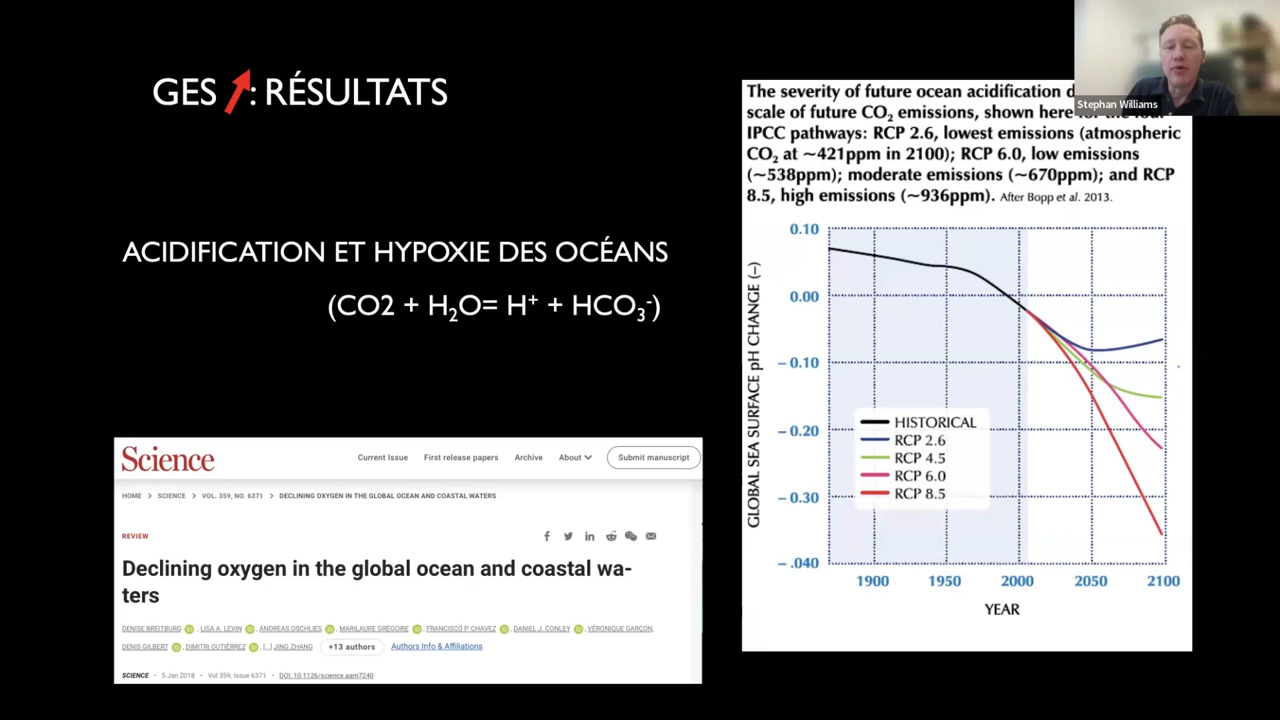 GES : RÉSULTATS
ACIDIFICATION ET HYPOXIE DES OCÉANS
(CO2 + H₂O= H⁺ + HCO₃⁻)
Science
Current Issue First release papers Archive About Submit manuscript
HOME > SCIENCE > VOL. 359, NO. 6371 > DECLINING OXYGEN IN THE GLOBAL OCEAN AND COASTAL WATERS
REVIEW
Declining oxygen in the global ocean and coastal wa-
ters
DENISE BREITBURG, LISA A. LEVIN, ANDREAS OSCHLIES, MARILAURE GRÉGOIRE, FRANCISCO P. CHAVEZ, DANIEL J. CONLEY, VÉRONIQUE GARÇON,
DENIS GILBERT, DIMITRI GUTIÉRREZ, [...] JING ZHANG +13 authors Authors Info & Affiliations
SCIENCE • 5 Jan 2018 • Vol 359, Issue 6371 • DOI: 10.1126/science.aam7240
Stephan Williams
The severity of future ocean acidification
scale of future CO₂ emissions, shown here
IPCC pathways: RCP 2.6, lowest emissions (atmospheric
CO₂ at ~421ppm in 2100); RCP 6.0, low emissions
(~538ppm); moderate emissions (~670ppm); and RCP
8.5, high emissions (~936ppm). After Bopp et al. 2013.
GLOBAL SEA SURFACE pH CHANGE (–)
0.10
0.00
– 0.10
– 0.20
– 0.30
– .040
HISTORICAL
RCP 2.6
RCP 4.5
RCP 6.0
RCP 8.5
1900 1950 2000 2050 2100
YEAR